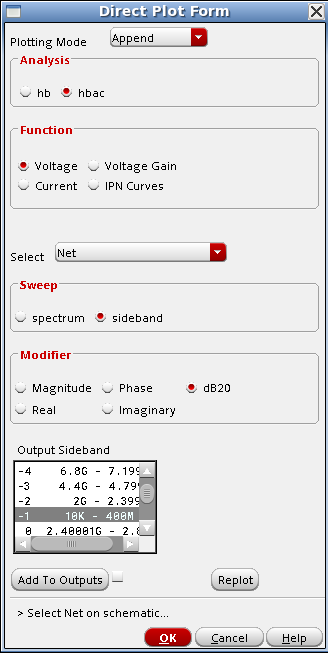 Direct Plot Form
Plotting Mode Append
Analysis
hb hbac
Function
Voltage Voltage Gain
Current IPN Curves
Select Net
Sweep
spectrum sideband
Modifier
Magnitude Phase dB20
Real Imaginary
Output Sideband
-4 6.8G - 7.199
-3 4.4G - 4.799
-2 2G - 2.399
-1 10K - 400M
0 2.40001G - 2.8
Add To Outputs Replot
> Select Net on schematic...
OK Cancel Help